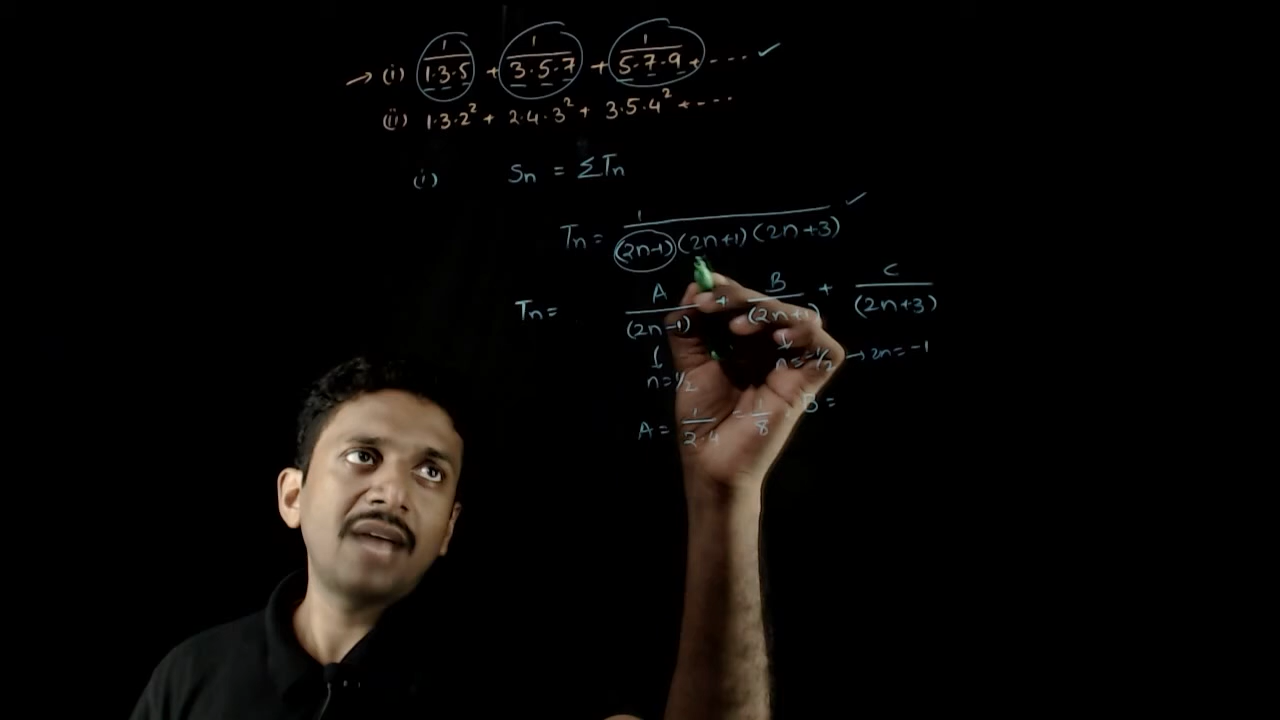 → (i) 1/1·3·5 + 1/3·5·7 + 1/5·7·9 + ---- ✓
(ii) 1·3·2² + 2·4·3² + 3·5·4² + ---
(i) Sn = ΣTn
Tn = 1/(2n-1)(2n+1)(2n+3) ✓
Tn = A/(2n-1) + B/(2n+1) + C/(2n+3)
↓ n=1/2 ↓ n=-1/2 → 2n=-1
A = 1/2·4 = 1/8 B =